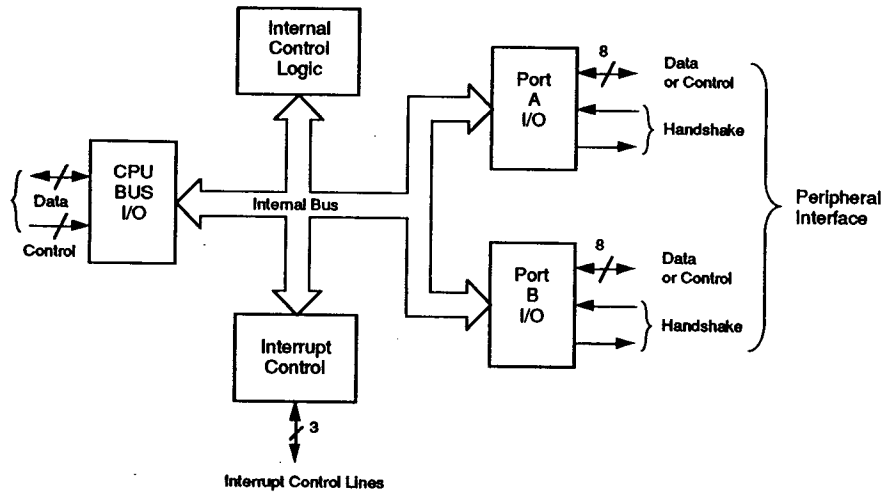 Internal
Control
Logic
CPU
BUS
I/O
Data
Control
Internal Bus
Interrupt
Control
3
Interrupt Control Lines
Port
A
I/O
8
Data
or Control
Handshake
Port
B
I/O
8
Data
or Control
Handshake
Peripheral
Interface